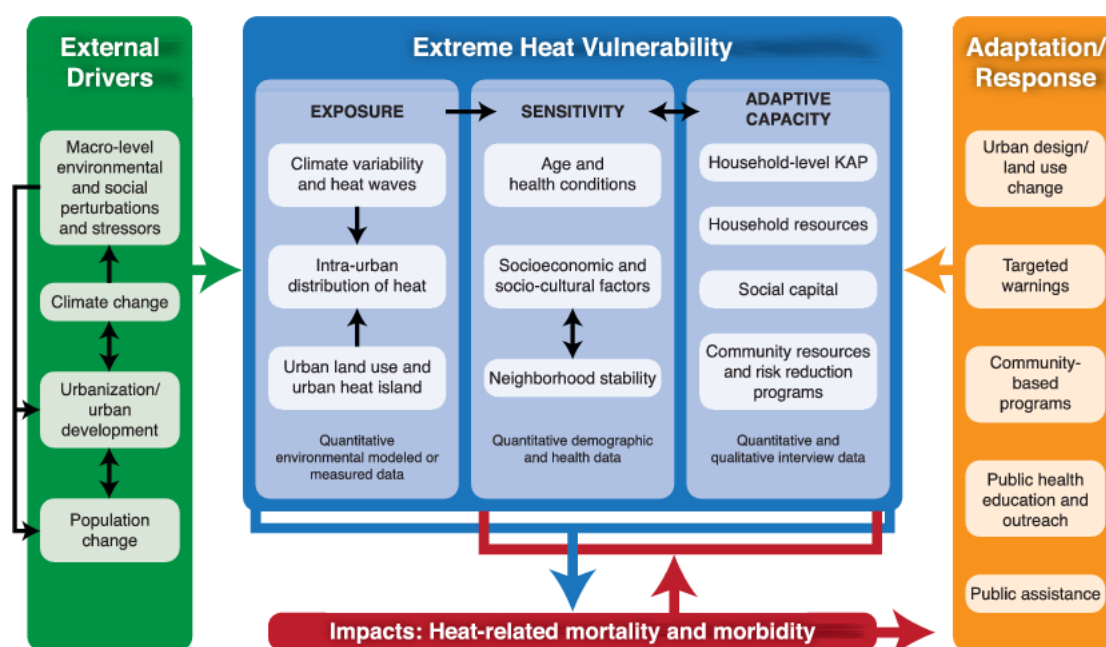 External
Drivers
Macro-level
environmental
and social
perturbations
and stressors
Climate change
Urbanization/
urban
development
Population
change
Extreme Heat Vulnerability
EXPOSURE
Climate variability
and heat waves
Intra-urban
distribution of heat
Urban land use and
urban heat island
Quantitative
environmental modeled or
measured data
SENSITIVITY
Age and
health conditions
Socioeconomic and
socio-cultural factors
Neighborhood stability
Quantitative demographic
and health data
ADAPTIVE
CAPACITY
Household-level KAP
Household resources
Social capital
Community resources
and risk reduction
programs
Quantitative and
qualitative interview data
Impacts: Heat-related mortality and morbidity
Adaptation/
Response
Urban design/
land use
change
Targeted
warnings
Community-
based
programs
Public health
education and
outreach
Public assistance